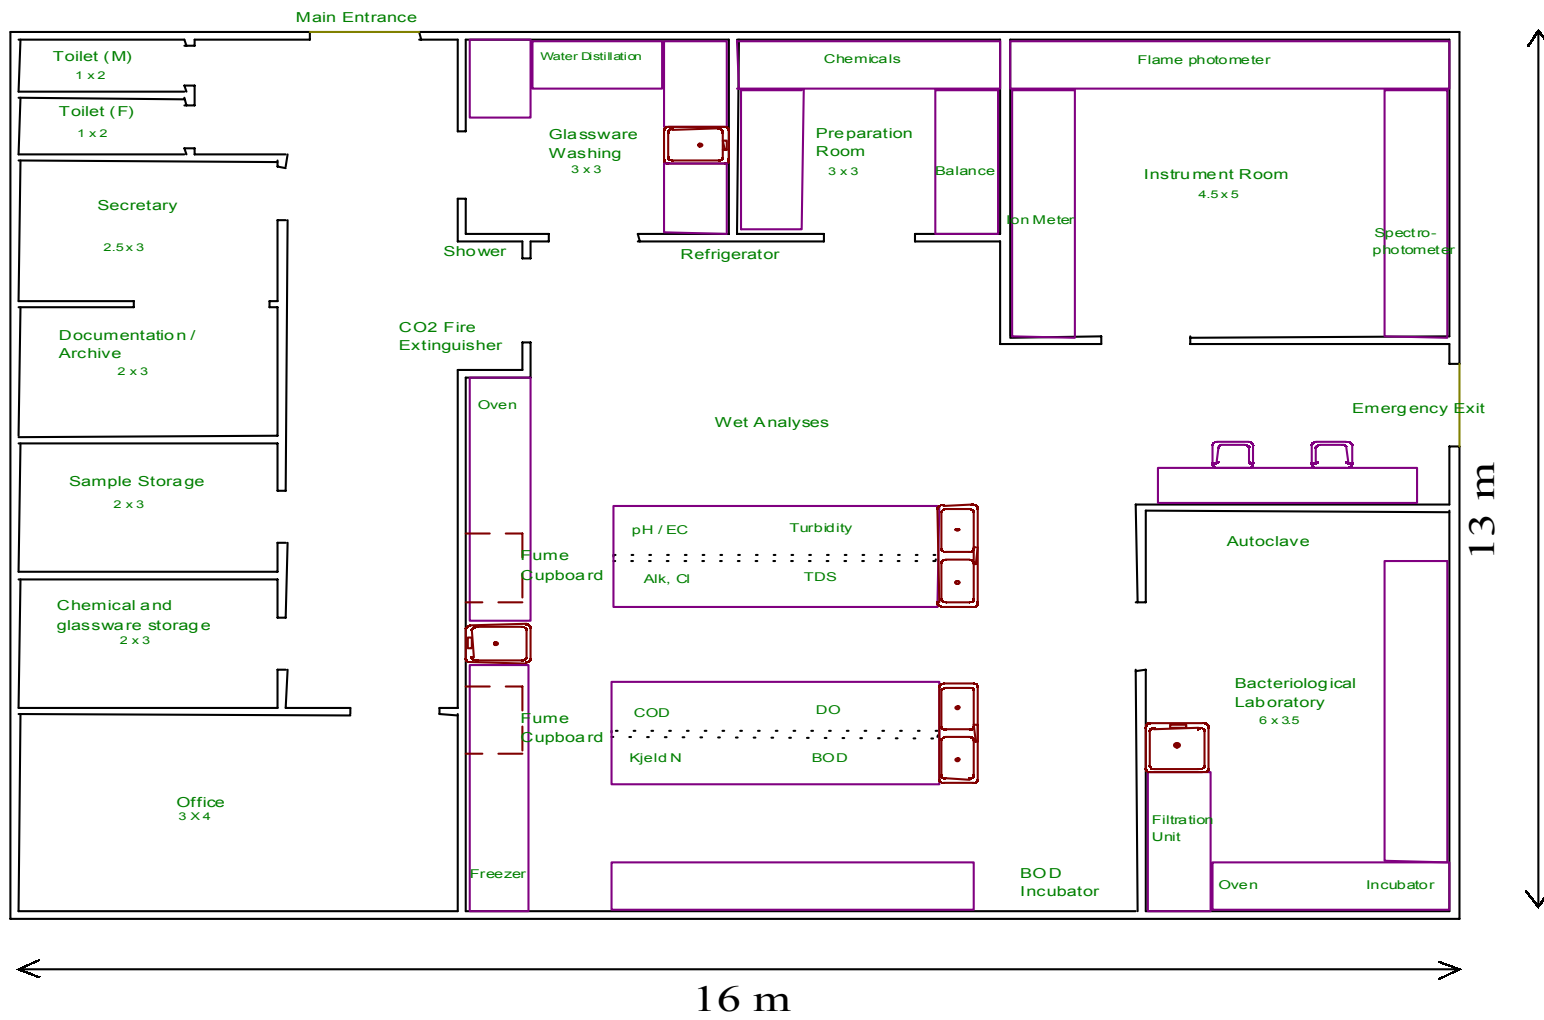 Main Entrance
Toilet (M)
1 x 2
Toilet (F)
1 x 2
Secretary
2.5 x 3
Documentation /
Archive
2 x 3
Sample Storage
2 x 3
Chemical and
glassware storage
2 x 3
Office
3 X 4
Water Distillation
Glassware
Washing
3 x 3
Shower
CO2 Fire
Extinguisher
Refrigerator
Chemicals
Preparation
Room
3 x 3
Balance
Flame photometer
Instrument Room
4.5 x 5
Ion Meter
Spectro-
photometer
Emergency Exit
Wet Analyses
Oven
Fume
Cupboard
pH / EC
Turbidity
Alk, Cl
TDS
Fume
Cupboard
COD
DO
Kjeld N
BOD
Freezer
BOD
Incubator
Autoclave
Bacteriological
Laboratory
6 x 3.5
Filtration
Unit
Oven
Incubator
13 m
16 m